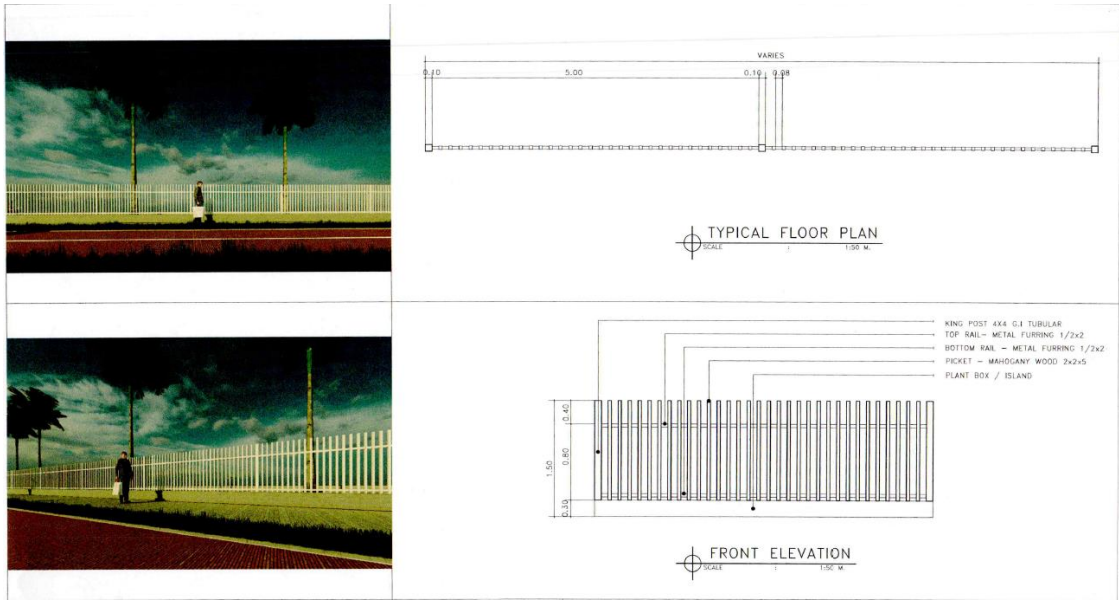 VARIES
0.10 5.00 0.10 0.08
TYPICAL FLOOR PLAN
SCALE : 1:50 M.
KING POST 4X4 G.I TUBULAR
TOP RAIL- METAL FURRING 1/2x2
BOTTOM RAIL - METAL FURRING 1/2x2
PICKET - MAHOGANY WOOD 2x2x5
PLANT BOX / ISLAND
0.40
1.50
0.80
0.30
FRONT ELEVATION
SCALE : 1:50 M.